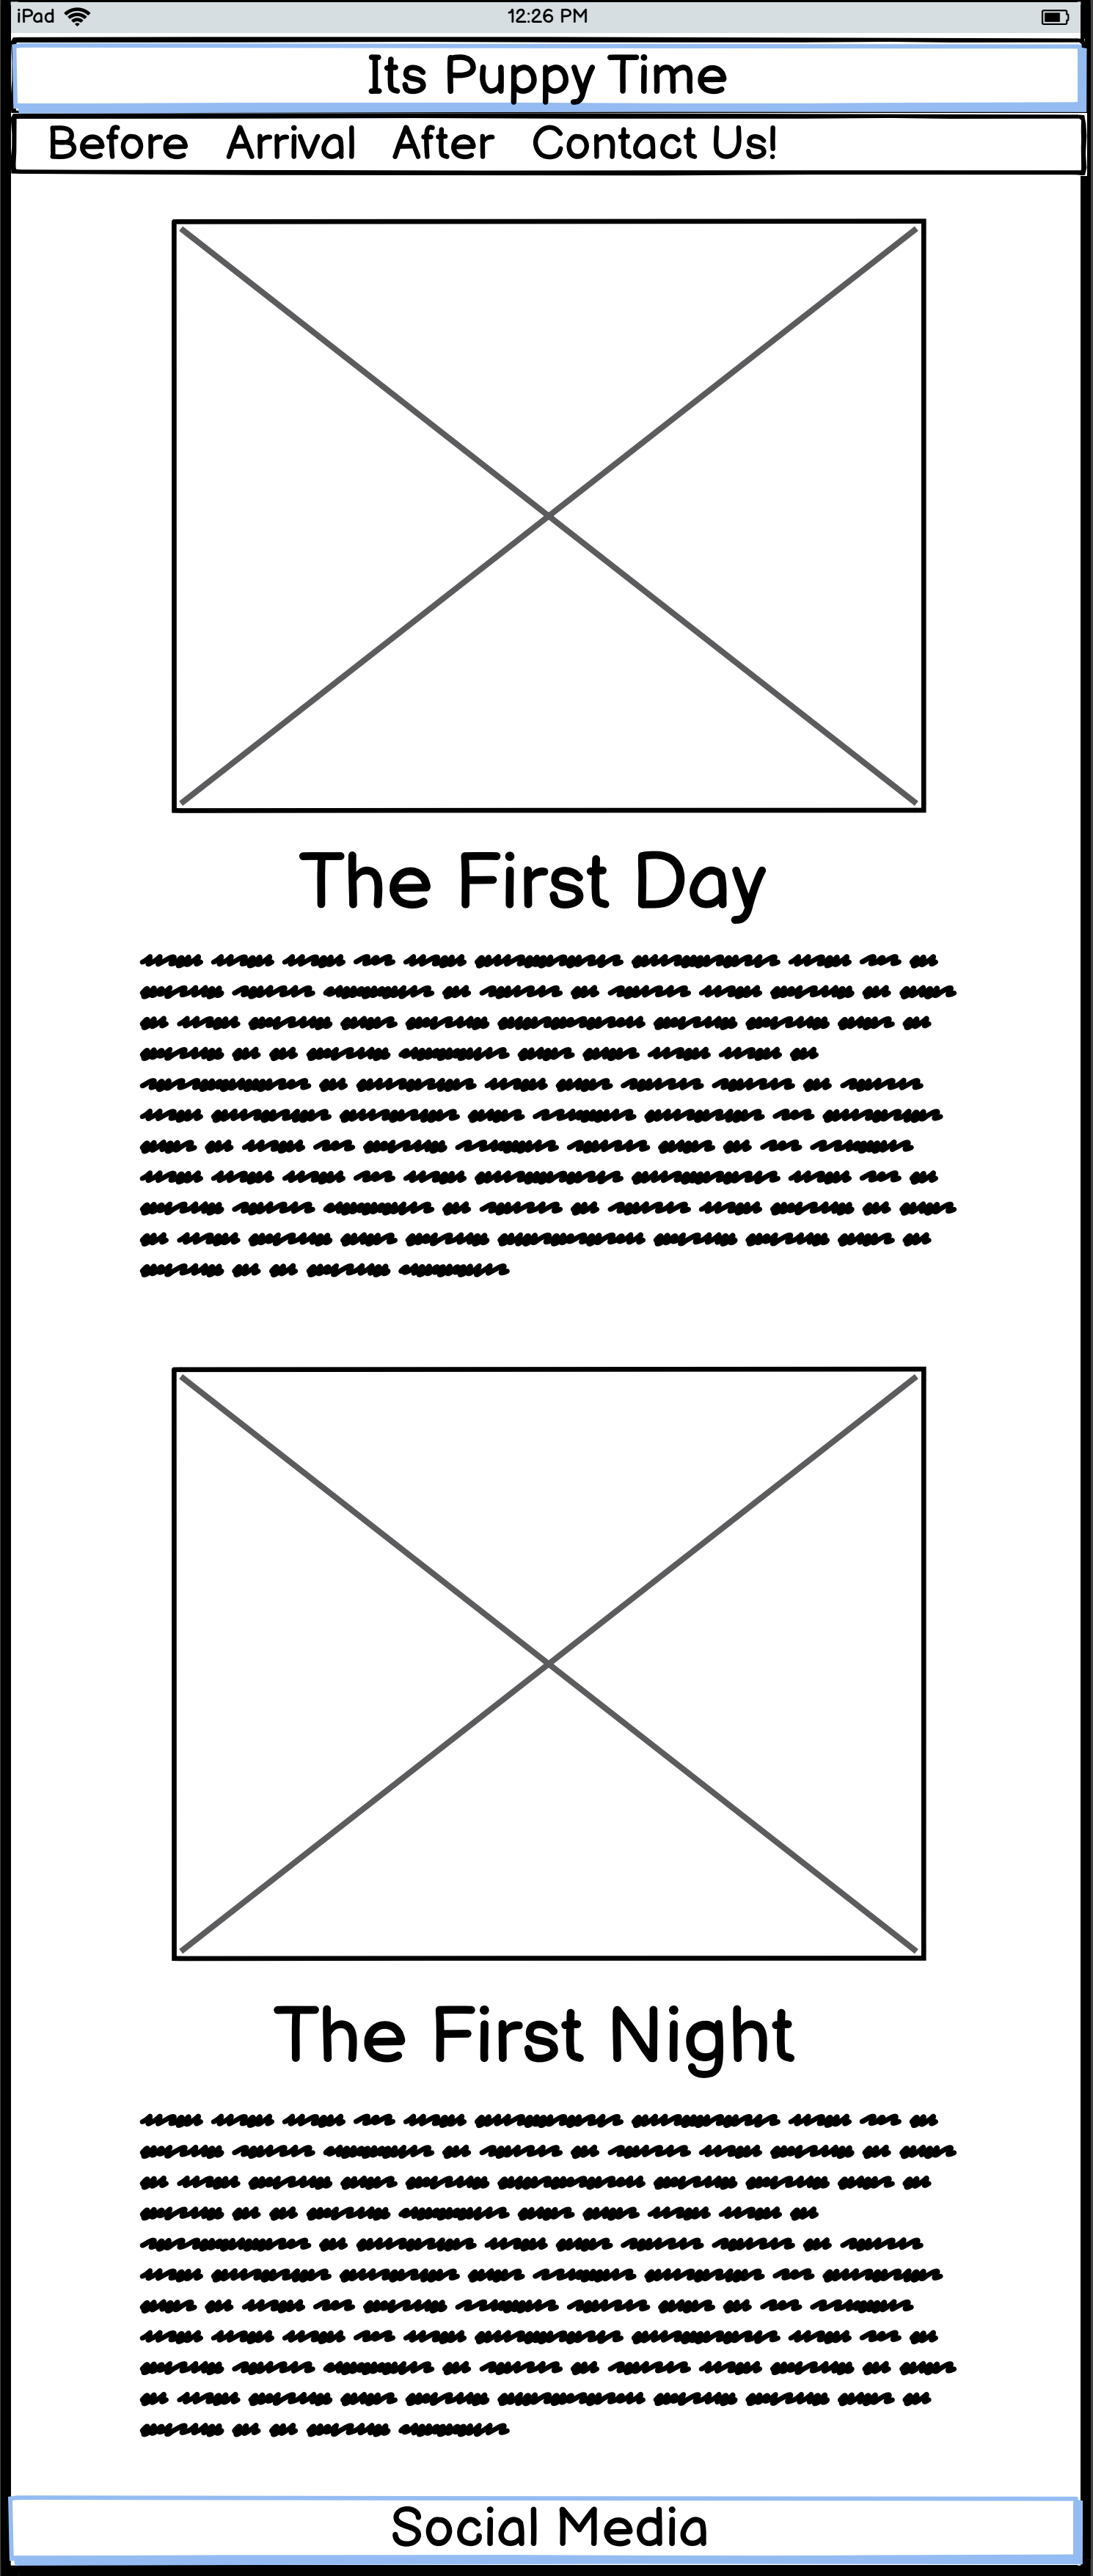 iPad 12:26 PM
Its Puppy Time
Before Arrival After Contact Us!
The First Day
The First Night
Social Media